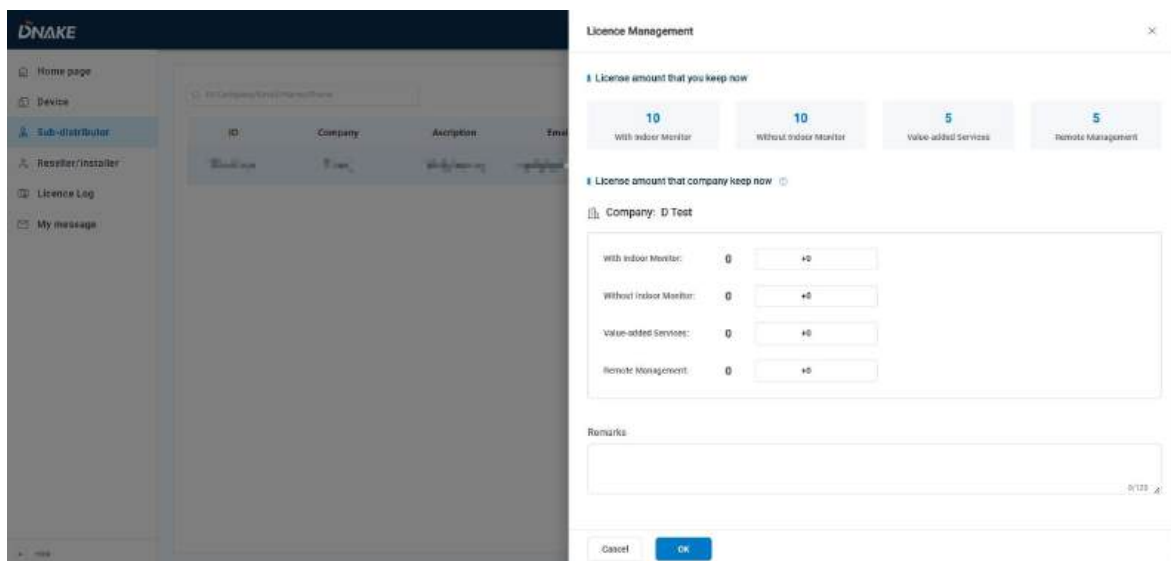 DNAKE
Licence Management
Home page
License amount that you keep now
Device
10 10 5 5
Sub-distributor
ID Company Ascription Email
With Indoor Monitor Without Indoor Monitor Value-added Services Remote Management
Reseller/Installer
License amount that company keep now
Licence Log
Company: D Test
My message
With Indoor Monitor: 0 +0
Without Indoor Monitor: 0 +0
Value-added Services: 0 +0
Remote Management: 0 +0
Remarks
0/123
Cancel OK